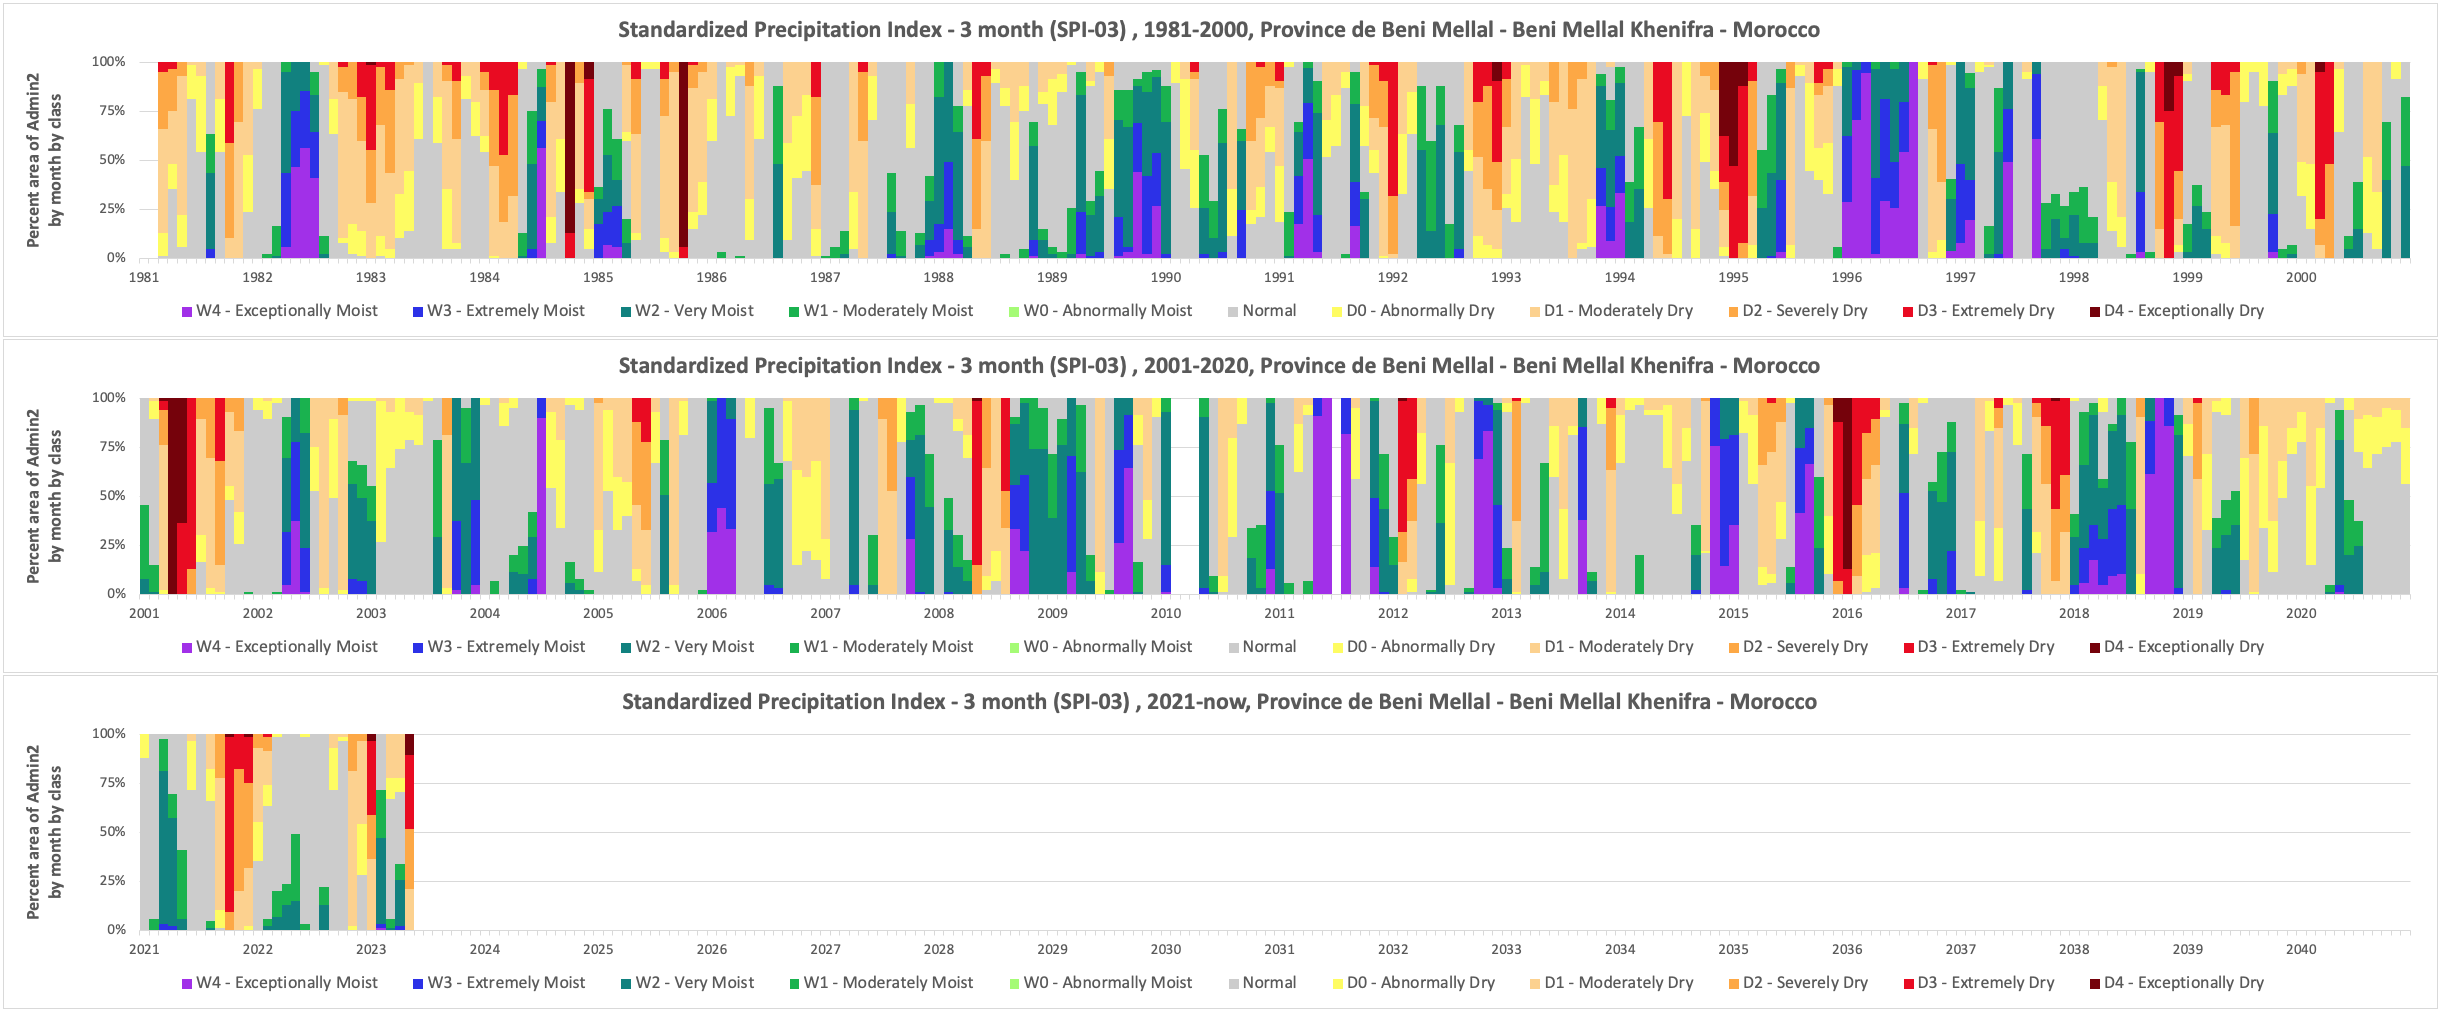 Standardized Precipitation Index - 3 month (SPI-03) , 1981-2000, Province de Beni Mellal - Beni Mellal Khenifra - Morocco
Percent area of Admin2
by month by class
100%
75%
50%
25%
0%
1981 1982 1983 1984 1985 1986 1987 1988 1989 1990 1991 1992 1993 1994 1995 1996 1997 1998 1999 2000
W4 - Exceptionally Moist W3 - Extremely Moist W2 - Very Moist W1 - Moderately Moist W0 - Abnormally Moist Normal D0 - Abnormally Dry D1 - Moderately Dry D2 - Severely Dry D3 - Extremely Dry D4 - Exceptionally Dry
Standardized Precipitation Index - 3 month (SPI-03) , 2001-2020, Province de Beni Mellal - Beni Mellal Khenifra - Morocco
Percent area of Admin2
by month by class
100%
75%
50%
25%
0%
2001 2002 2003 2004 2005 2006 2007 2008 2009 2010 2011 2012 2013 2014 2015 2016 2017 2018 2019 2020
W4 - Exceptionally Moist W3 - Extremely Moist W2 - Very Moist W1 - Moderately Moist W0 - Abnormally Moist Normal D0 - Abnormally Dry D1 - Moderately Dry D2 - Severely Dry D3 - Extremely Dry D4 - Exceptionally Dry
Standardized Precipitation Index - 3 month (SPI-03) , 2021-now, Province de Beni Mellal - Beni Mellal Khenifra - Morocco
Percent area of Admin2
by month by class
100%
75%
50%
25%
0%
2021 2022 2023 2024 2025 2026 2027 2028 2029 2030 2031 2032 2033 2034 2035 2036 2037 2038 2039 2040
W4 - Exceptionally Moist W3 - Extremely Moist W2 - Very Moist W1 - Moderately Moist W0 - Abnormally Moist Normal D0 - Abnormally Dry D1 - Moderately Dry D2 - Severely Dry D3 - Extremely Dry D4 - Exceptionally Dry